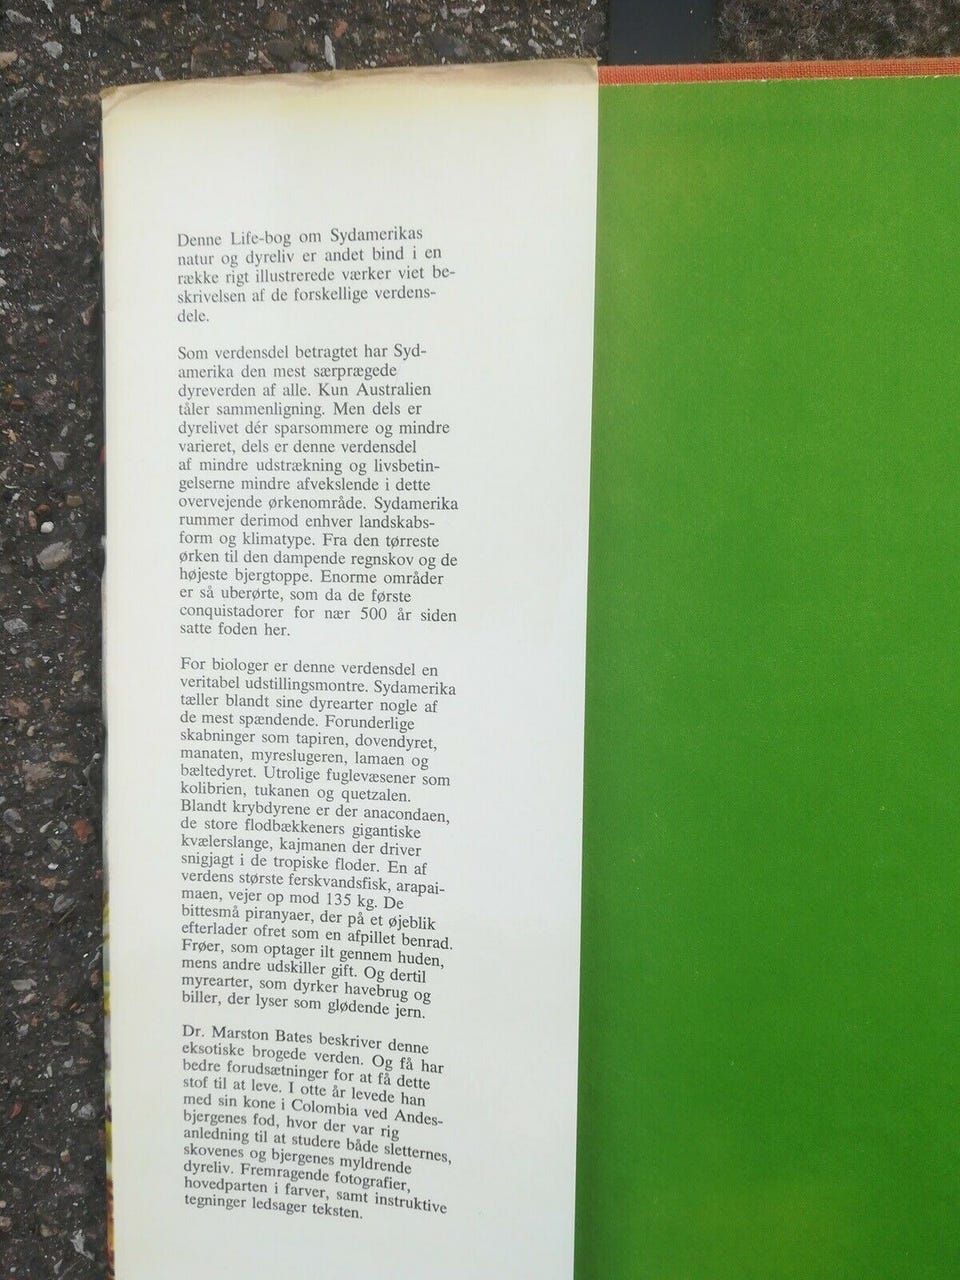 Denne Life-bog om Sydamerikas
natur og dyreliv er andet bind i en
række rigt illustrerede værker viet be-
skrivelsen af de forskellige verdens-
dele.
Som verdensdel betragtet har Syd-
amerika den mest særprægede
dyreverden af alle. Kun Australien
tåler sammenligning. Men dels er
dyrelivet dér sparsommere og mindre
varieret, dels er denne verdensdel
af mindre udstrækning og livsbetin-
gelserne mindre afvekslende i dette
overvejende ørkenområde. Sydamerika
rummer derimod enhver landskabs-
form og klimatype. Fra den tørreste
ørken til den dampende regnskov og de
højeste bjergtoppe. Enorme områder
er så uberørte, som da de første
conquistadorer for nær 500 år siden
satte foden her.
For biologer er denne verdensdel en
veritabel udstillingsmontre. Sydamerika
tæller blandt sine dyrearter nogle af
de mest spændende. Forunderlige
skabninger som tapiren, dovendyret,
manaten, myreslugeren, lamaen og
bæltedyret. Utrolige fuglevæsener som
kolibrien, tukanen og quetzalen.
Blandt krybdyrene er der anacondaen,
de store flodbækkeners gigantiske
kvælerslange, kajmanen der driver
snigjagt i de tropiske floder. En af
verdens største ferskvandsfisk, arapai-
maen, vejer op mod 135 kg. De
bittesmå piranyaer, der på et øjeblik
efterlader ofret som en afpillet benrad.
Frøer, som optager ilt gennem huden,
mens andre udskiller gift. Og dertil
myrearter, som dyrker havebrug og
biller, der lyser som glødende jern.
Dr. Marston Bates beskriver denne
eksotiske brogede verden. Og få har
bedre forudsætninger for at få dette
stof til at leve. I otte år levede han
med sin kone i Colombia ved Andes-
bjergenes fod, hvor der var rig
anledning til at studere både sletternes,
skovenes og bjergenes myldrende
dyreliv. Fremragende fotografier,
hovedparten i farver, samt instruktive
tegninger ledsager teksten.